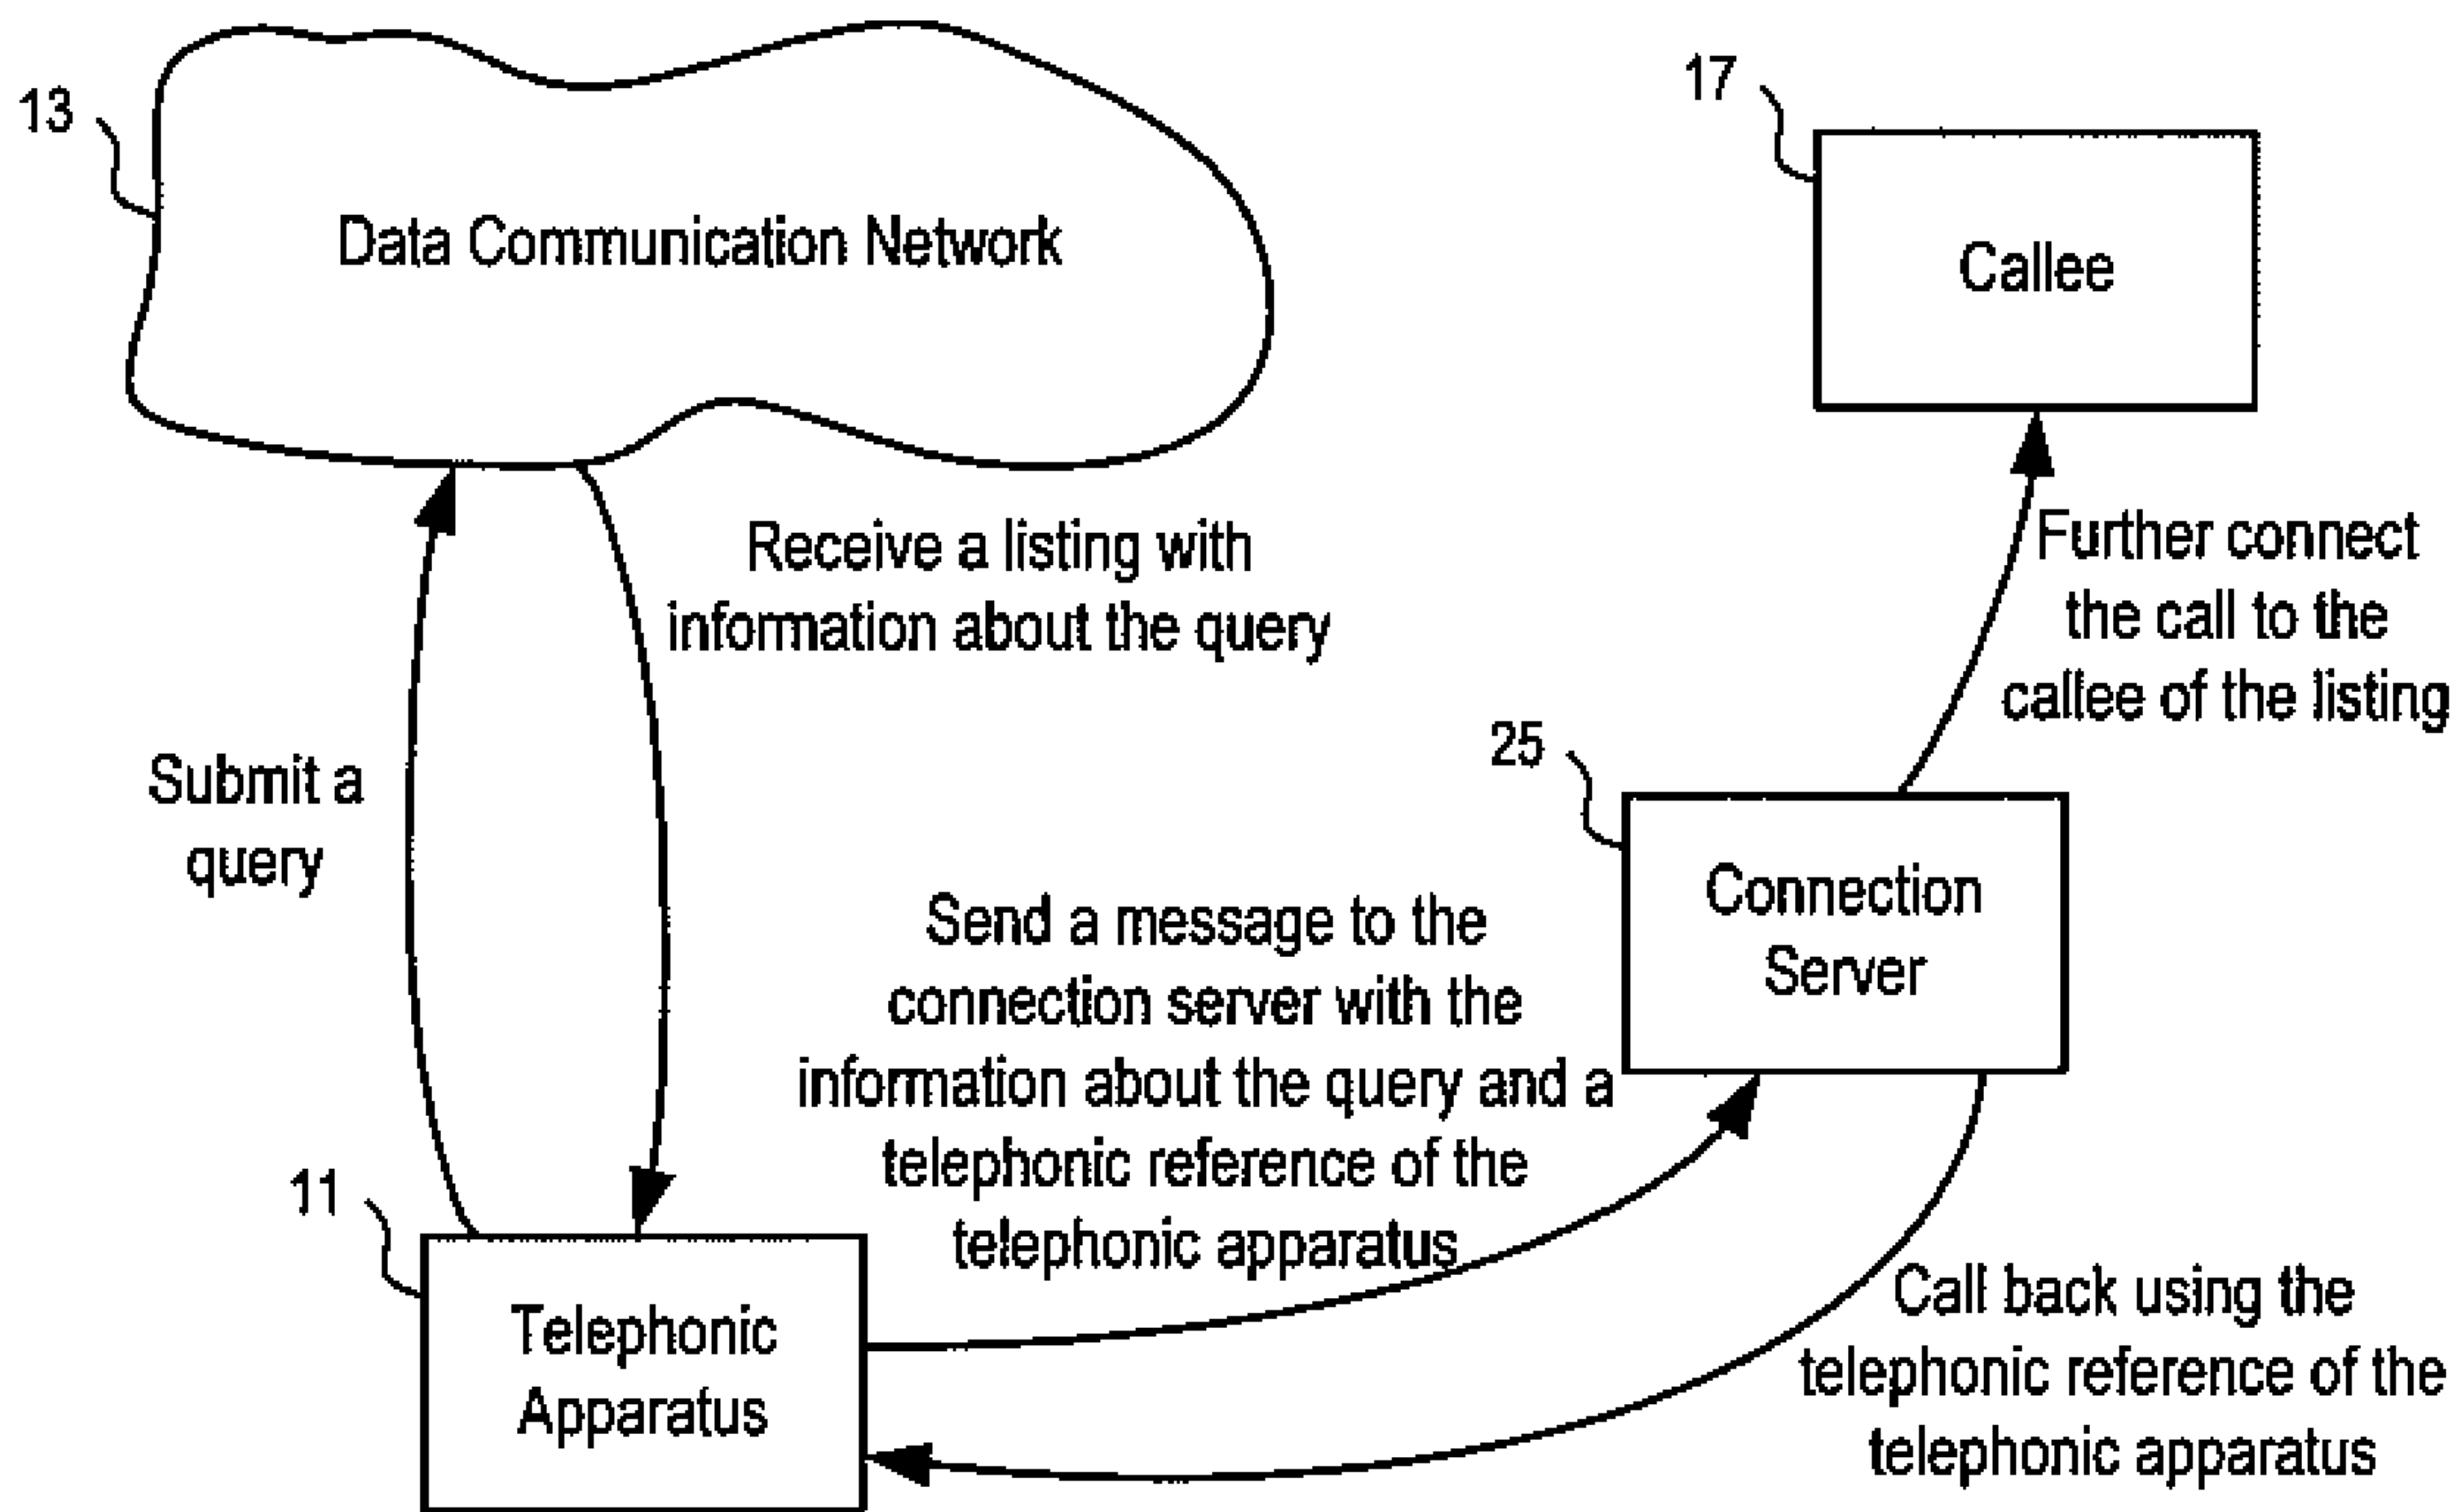 13
Data Communication Network
17
Callee
Receive a listing with
information about the query
Further connect
the call to the
callee of the listing
Submit a
query
25
Connection
Server
Send a message to the
connection server with the
information about the query and a
telephonic reference of the
telephonic apparatus
11
Telephonic
Apparatus
Call back using the
telephonic reference of the
telephonic apparatus